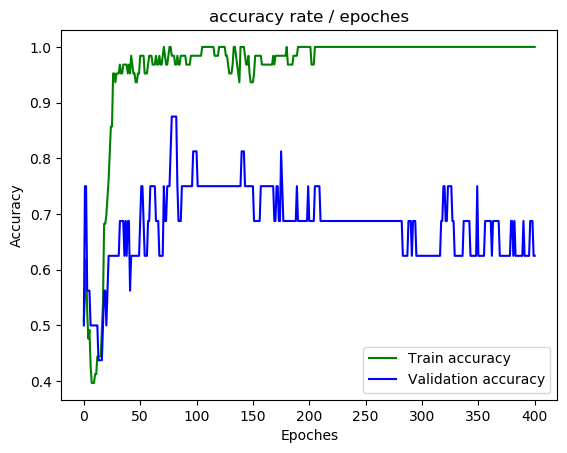 accuracy rate / epoches
1.0
0.9
0.8
0.7
0.6
0.5
0.4
Accuracy
Train accuracy
Validation accuracy
0 50 100 150 200 250 300 350 400
Epoches